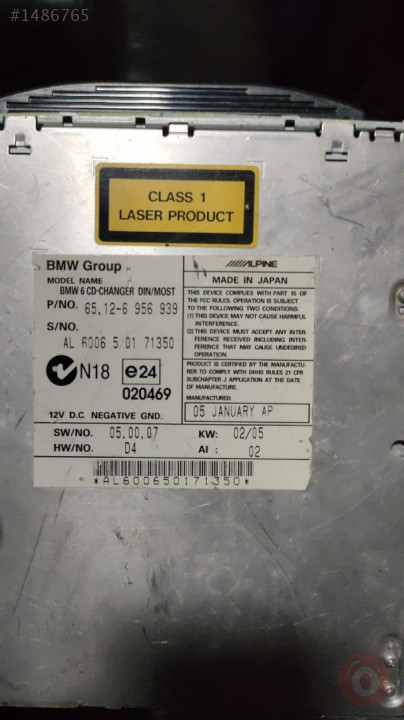 #1486765
CLASS 1
LASER PRODUCT
BMW Group
MODEL NAME
BMW 6 CD-CHANGER DIN/MOST
P/NO. 65.12-6 956 939
S/NO.
AL 6006 5/01 71350
N18 e24
020469
12V D.C. NEGATIVE GND.
ALPINE
MADE IN JAPAN
THIS DEVICE COMPLIES WITH PART 15 OF
THE FCC RULES. OPERATION IS SUBJECT
TO THE FOLLOWING TWO CONDITIONS:
(1) THIS DEVICE MAY NOT CAUSE HARMFUL
INTERFERENCE.
(2) THIS DEVICE MUST ACCEPT ANY INTER-
FERENCE RECEIVED INCLUDING INTER-
FERENCE THAT MAY CAUSE UNDESIRED
OPERATION.
PRODUCT IS CERTIFIED BY THE MANUFACTU-
RER TO COMPLY WITH DHHS RULES 21 CFR
SUBCHAPTER J APPLICABLE AT THE DATE
OF MANUFACTURE.
MANUFACTURED:
05 JANUARY AP
SW/NO. 05.00.07 KW: 02/05
HW/NO. D4 AI : 02
*AL600650171350*